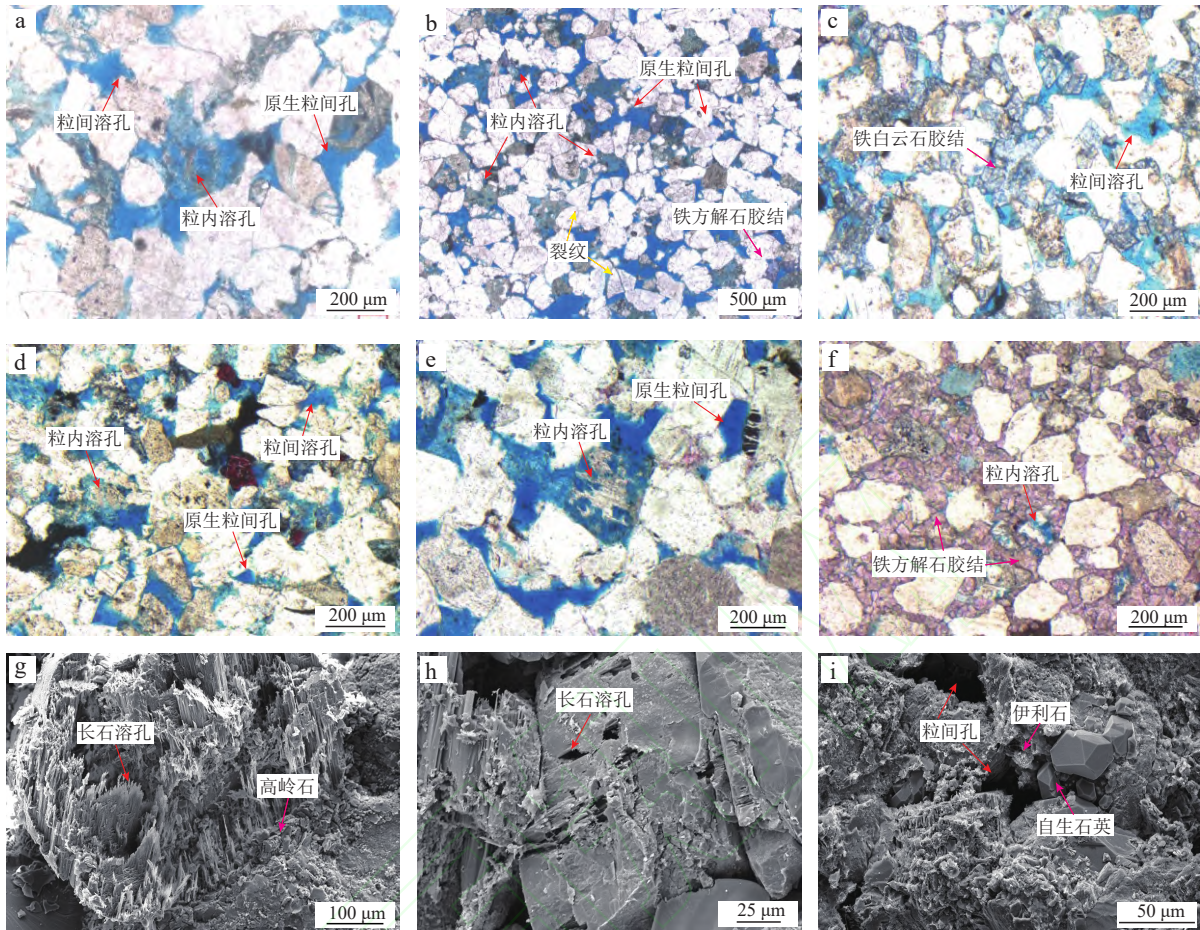 a
粒间溶孔
原生粒间孔
粒内溶孔
200 μm
b
原生粒间孔
粒内溶孔
铁方解石胶结
裂纹
500 μm
c
铁白云石胶结
粒间溶孔
200 μm
d
粒内溶孔
粒间溶孔
原生粒间孔
200 μm
e
原生粒间孔
粒内溶孔
200 μm
f
粒内溶孔
铁方解石胶结
200 μm
g
长石溶孔
高岭石
100 μm
h
长石溶孔
25 μm
i
粒间孔
伊利石
自生石英
50 μm